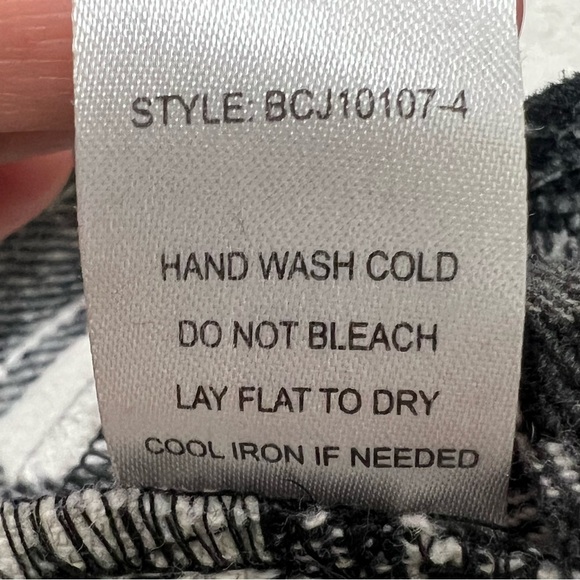 STYLE: BCJ10107-4
HAND WASH COLD
DO NOT BLEACH
LAY FLAT TO DRY
COOL IRON IF NEEDED